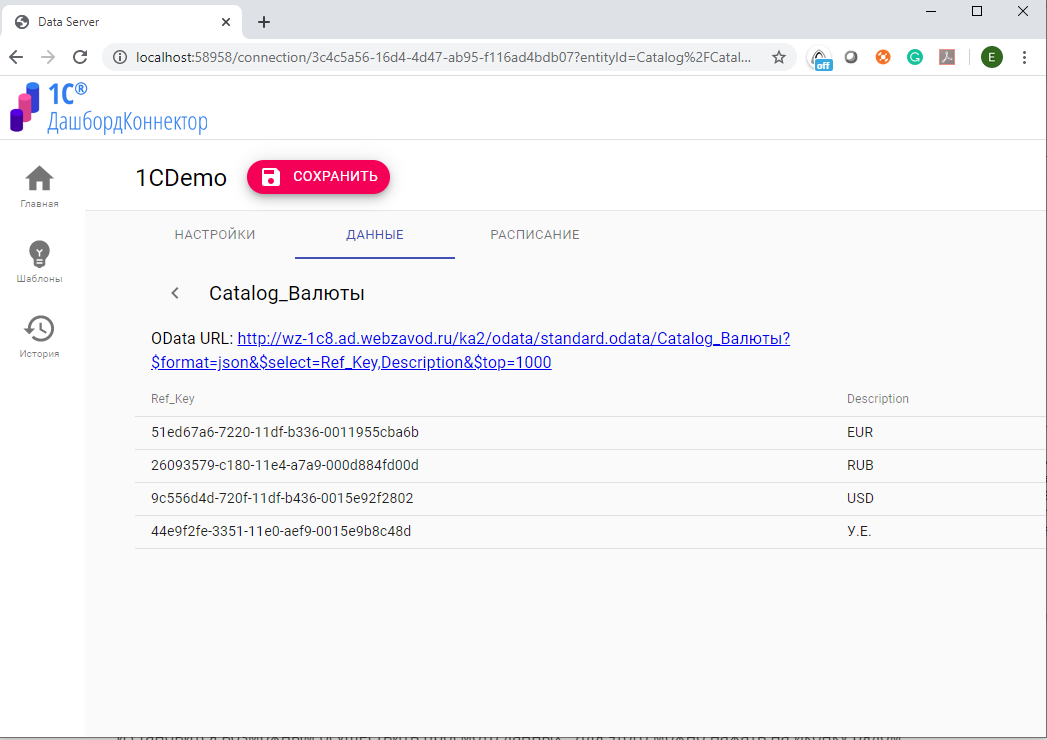 Data Server
localhost:58958/connection/3c4c5a56-16d4-4d47-ab95-f116ad4bdb07?entityId=Catalog%2FCatal...
off
E
1C®
ДашбордКоннектор
1CDemo
СОХРАНИТЬ
Главная
Шаблоны
История
НАСТРОЙКИ
ДАННЫЕ
РАСПИСАНИЕ
Catalog_Валюты
OData URL: http://wz-1c8.ad.webzavod.ru/ka2/odata/standard.odata/Catalog_Валюты?
$format=json&$select=Ref_Key,Description&$top=1000
Ref_Key Description
51ed67a6-7220-11df-b336-0011955cba6b EUR
26093579-c180-11e4-a7a9-000d884fd00d RUB
9c556d4d-720f-11df-b436-0015e92f2802 USD
44e9f2fe-3351-11e0-aef9-0015e9b8c48d У.Е.